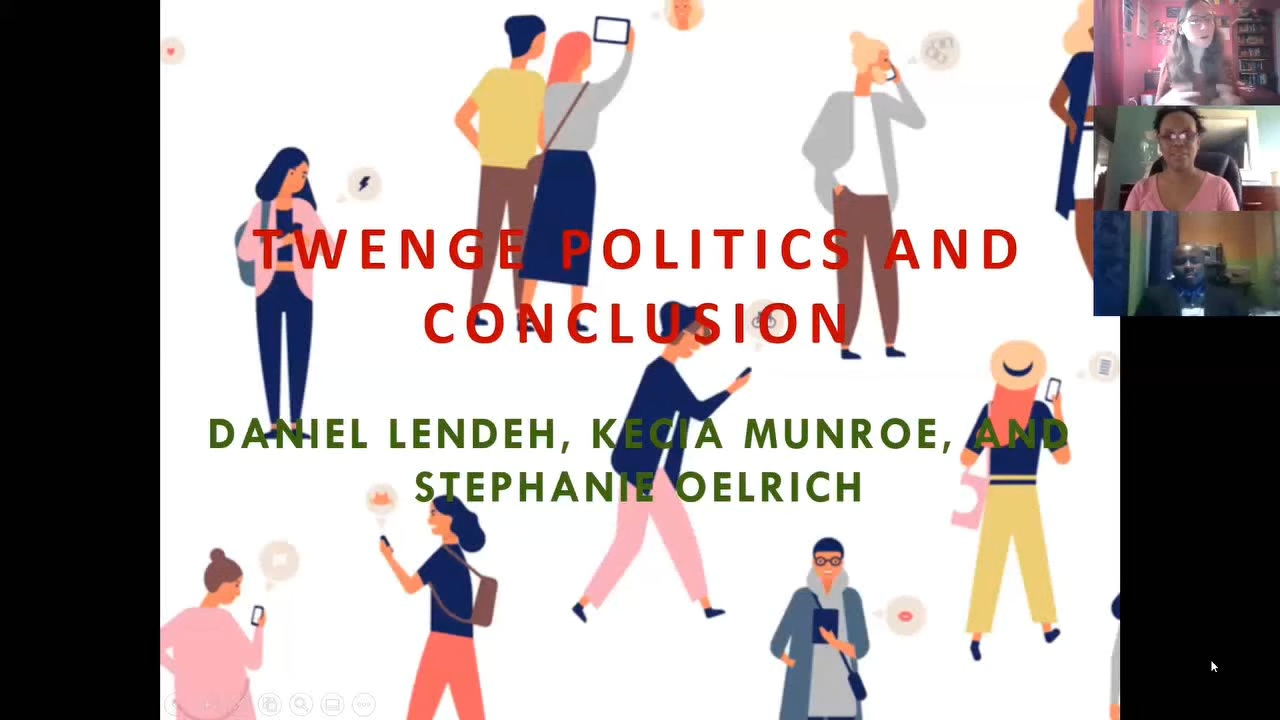 TWENGE POLITICS AND
CONCLUSION
DANIEL LENDEH, KECIA MUNROE, AND
STEPHANIE OELRICH